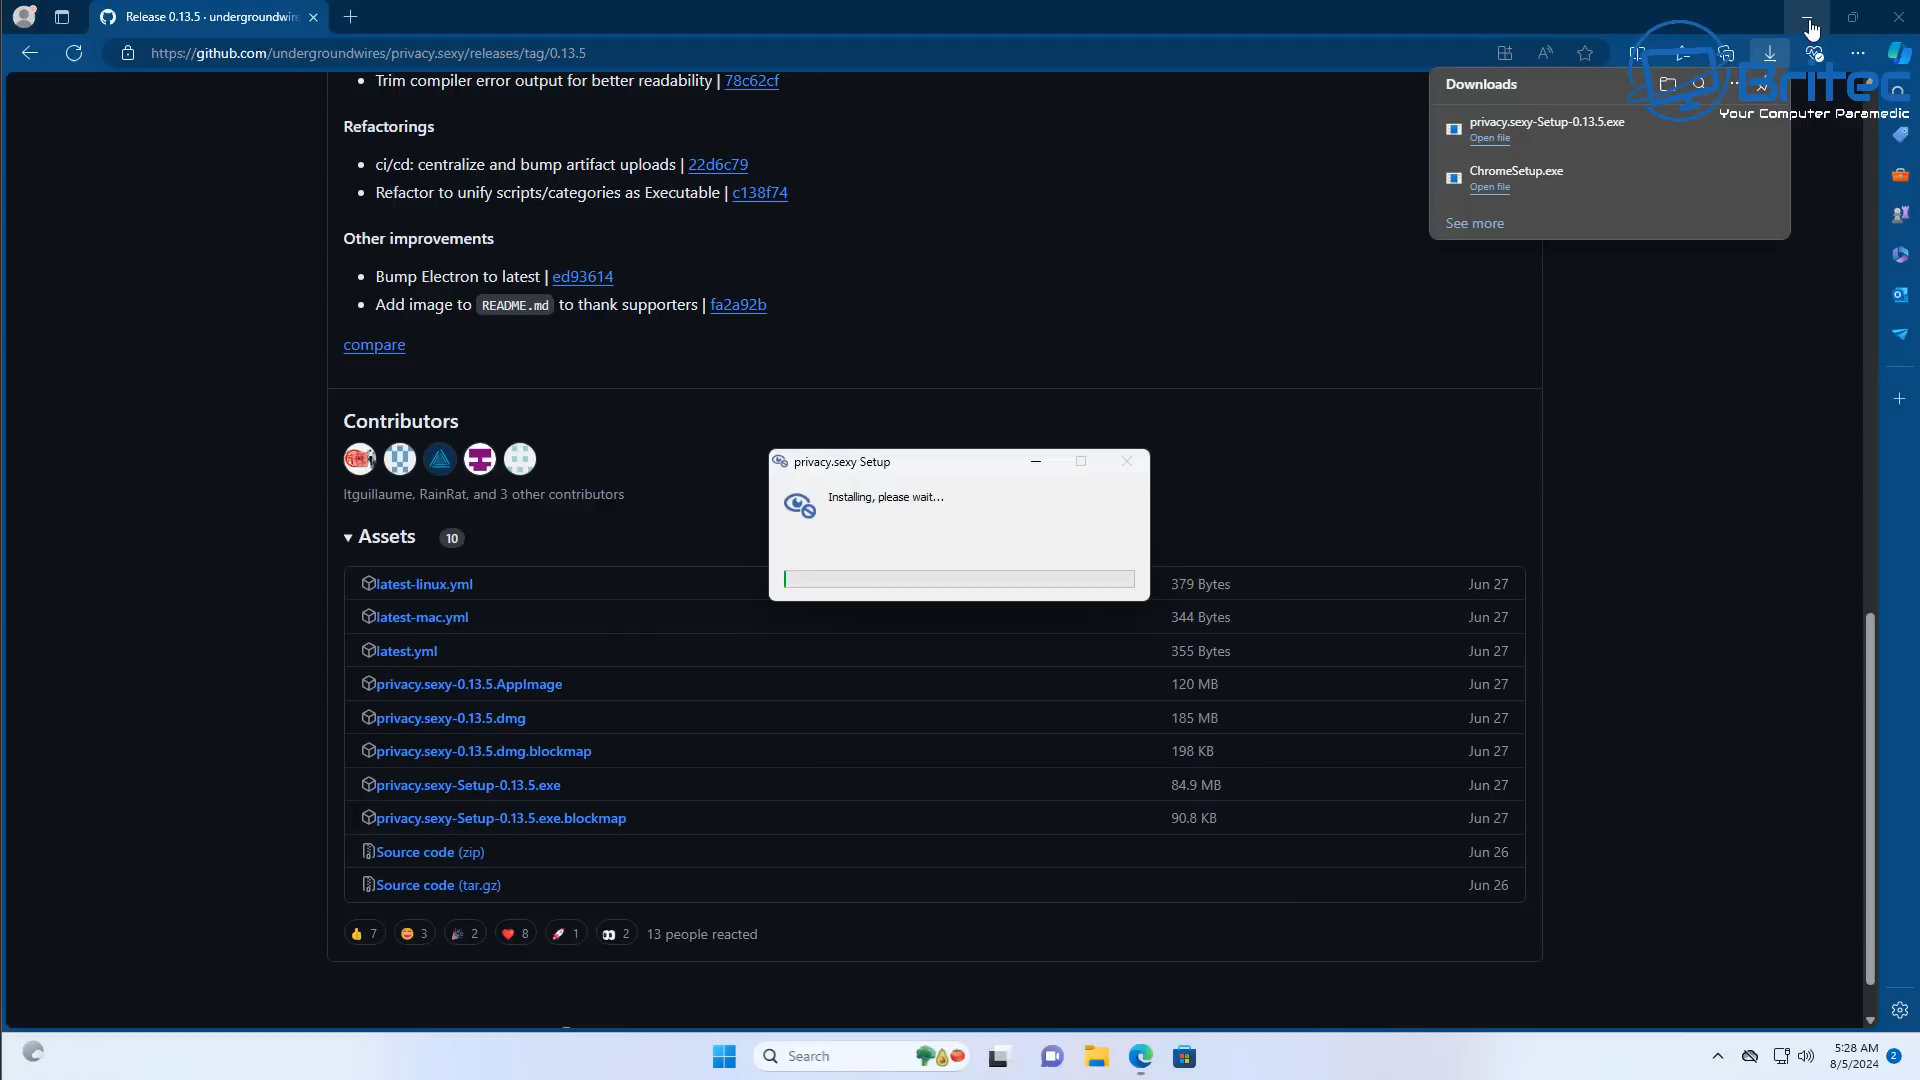 Release 0.13.5 · undergroundwire
https://github.com/undergroundwires/privacy.sexy/releases/tag/0.13.5
Britec
Your Computer Paramedic
Downloads
privacy.sexy-Setup-0.13.5.exe
Open file
ChromeSetup.exe
Open file
See more
Trim compiler error output for better readability | 78c62cf
Refactorings
ci/cd: centralize and bump artifact uploads | 22d6c79
Refactor to unify scripts/categories as Executable | c138f74
Other improvements
Bump Electron to latest | ed93614
Add image to README.md to thank supporters | fa2a92b
compare
Contributors
ltguillaume, RainRat, and 3 other contributors
privacy.sexy Setup
Installing, please wait...
Assets 10
latest-linux.yml 379 Bytes Jun 27
latest-mac.yml 344 Bytes Jun 27
latest.yml 355 Bytes Jun 27
privacy.sexy-0.13.5.AppImage 120 MB Jun 27
privacy.sexy-0.13.5.dmg 185 MB Jun 27
privacy.sexy-0.13.5.dmg.blockmap 198 KB Jun 27
privacy.sexy-Setup-0.13.5.exe 84.9 MB Jun 27
privacy.sexy-Setup-0.13.5.exe.blockmap 90.8 KB Jun 27
Source code (zip) Jun 26
Source code (tar.gz) Jun 26
7 3 2 8 1 2 13 people reacted
Search
5:28 AM
8/5/2024 2